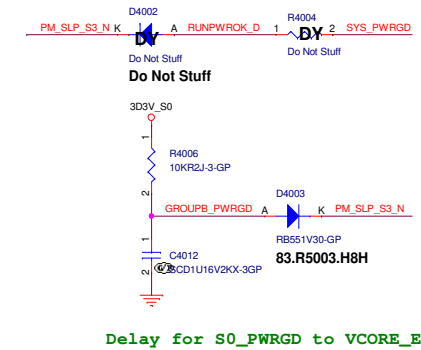 D4002
R4004
PM_SLP_S3_N K A RUNPWROK_D 1 2 SYS_PWRGD
DY DY
Do Not Stuff
Do Not Stuff
Do Not Stuff
3D3V_S0
1
R4006
10KR2J-3-GP
2
D4003
GROUPB_PWRGD A K PM_SLP_S3_N
1
RB551V30-GP
C4012
83.R5003.H8H
2
SCD1U16V2KX-3GP
Delay for S0_PWRGD to VCORE_E